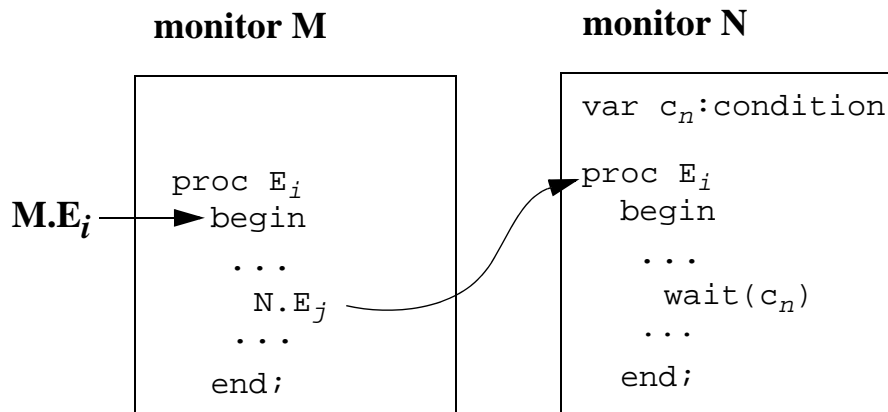 monitor M
monitor N
var cn:condition
proc Ei
begin
...
N.Ej
...
end;
M.Ei
proc Ei
begin
...
wait(cn)
...
end;